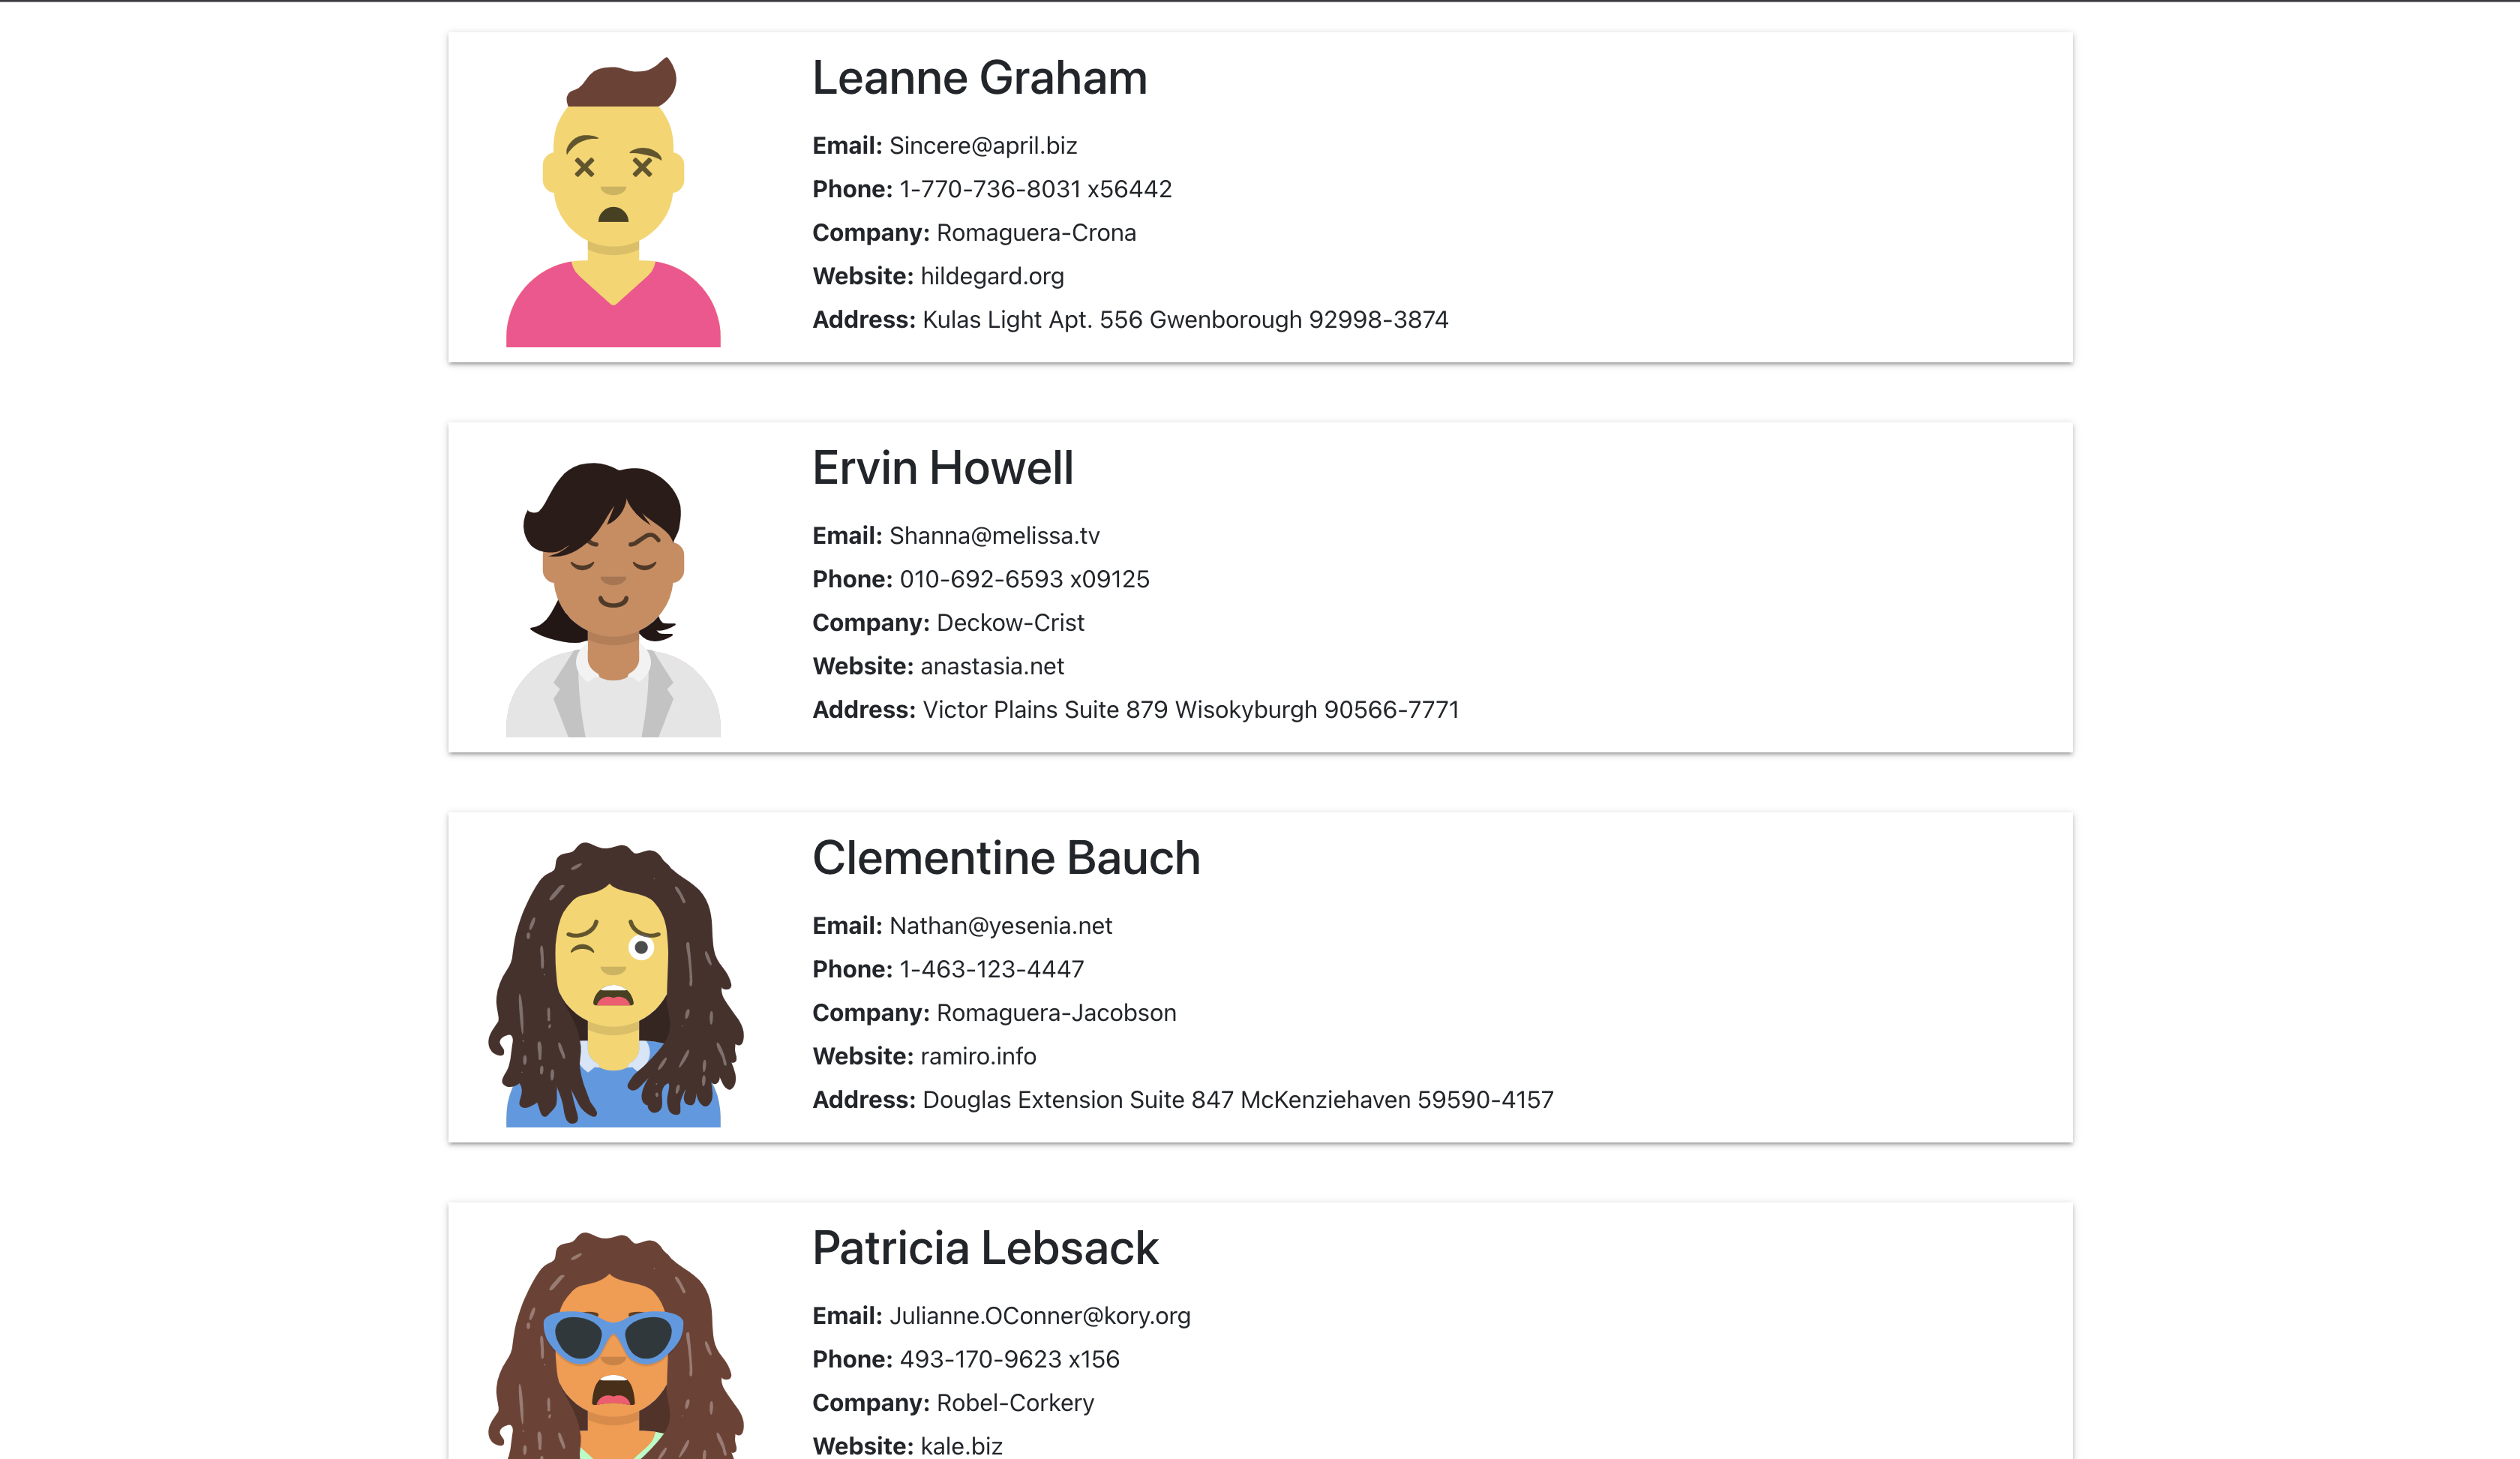 Leanne Graham
Email: Sincere@april.biz
Phone: 1-770-736-8031 x56442
Company: Romaguera-Crona
Website: hildegard.org
Address: Kulas Light Apt. 556 Gwenborough 92998-3874
Ervin Howell
Email: Shanna@melissa.tv
Phone: 010-692-6593 x09125
Company: Deckow-Crist
Website: anastasia.net
Address: Victor Plains Suite 879 Wisokyburgh 90566-7771
Clementine Bauch
Email: Nathan@yesenia.net
Phone: 1-463-123-4447
Company: Romaguera-Jacobson
Website: ramiro.info
Address: Douglas Extension Suite 847 McKenziehaven 59590-4157
Patricia Lebsack
Email: Julianne.OConner@kory.org
Phone: 493-170-9623 x156
Company: Robel-Corkery
Website: kale.biz